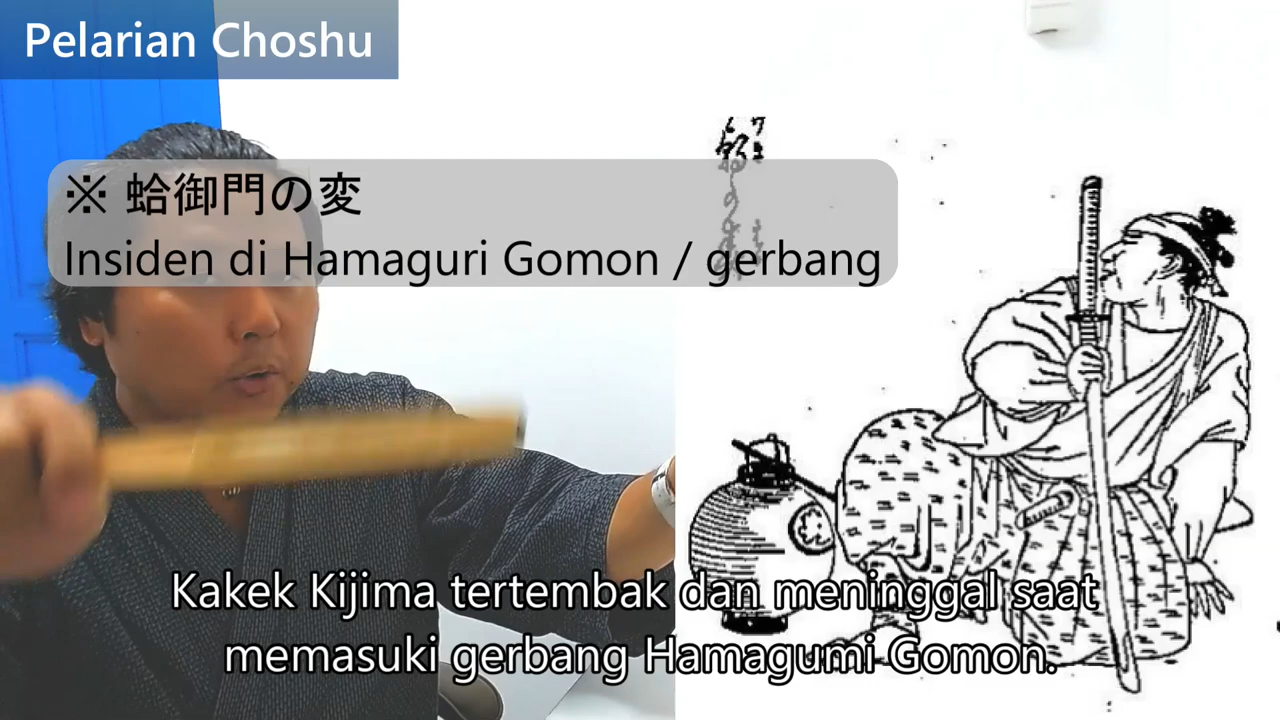 Pelarian Choshu
※ 蛤御門の変
Insiden di Hamaguri Gomon / gerbang
Kakek Kijima tertembak dan meninggal saat
memasuki gerbang Hamagumi Gomon.